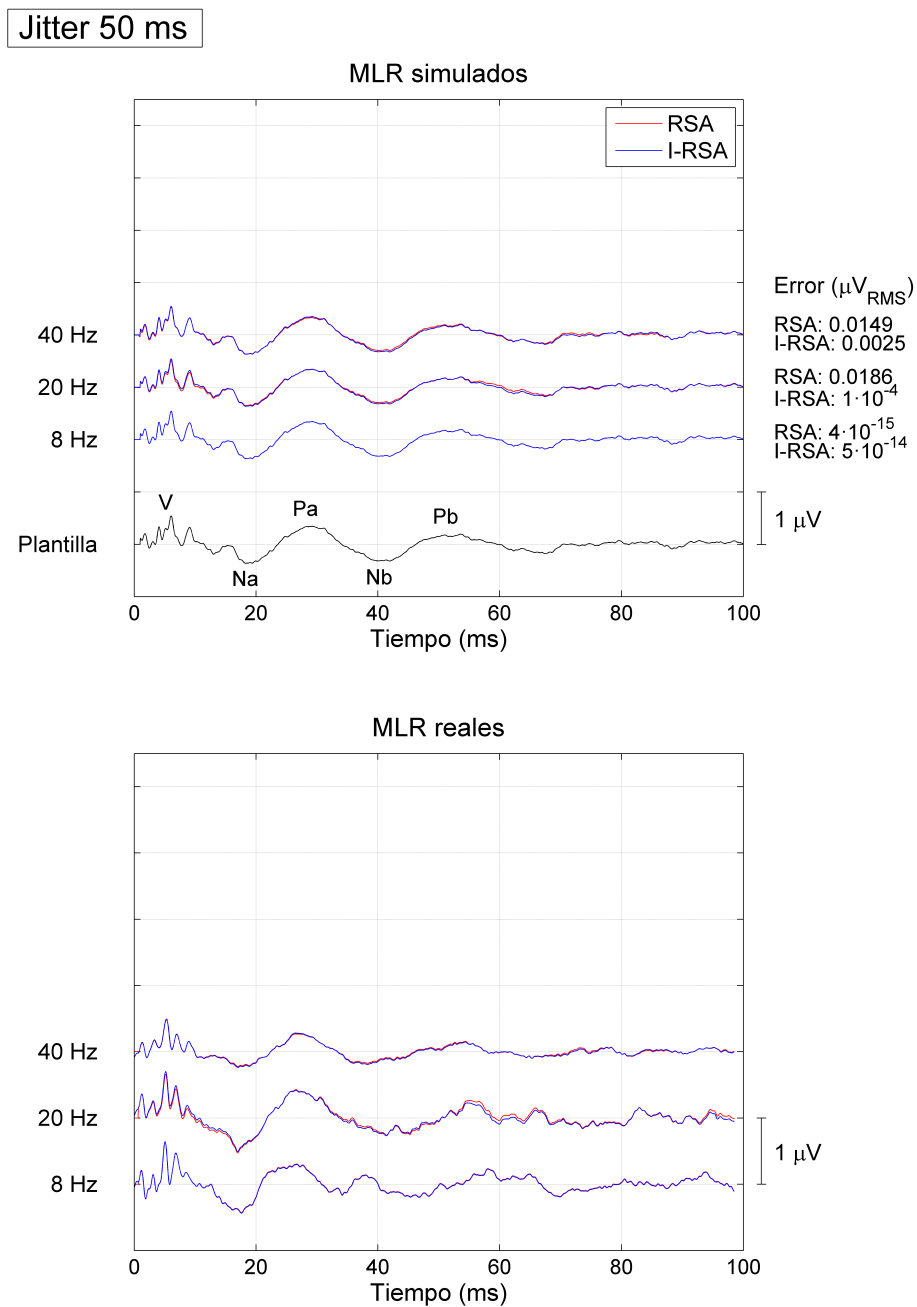 Jitter 50 ms
MLR simulados
RSA
I-RSA
Error (μV_RMS)
40 Hz
RSA: 0.0149
I-RSA: 0.0025
20 Hz
RSA: 0.0186
I-RSA: 1·10^-4
8 Hz
RSA: 4·10^-15
I-RSA: 5·10^-14
V
Pa
Pb
1 μV
Plantilla
Na
Nb
0 20 40 60 80 100
Tiempo (ms)
MLR reales
40 Hz
20 Hz
1 μV
8 Hz
0 20 40 60 80 100
Tiempo (ms)